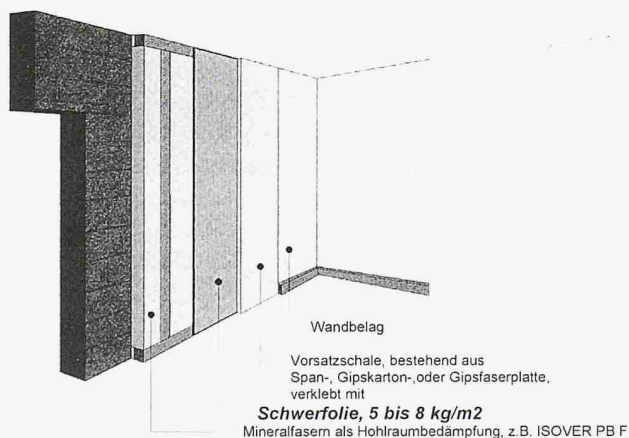 Wandbelag
Vorsatzschale, bestehend aus
Span-, Gipskarton-,oder Gipsfaserplatte,
verklebt mit
Schwerfolie, 5 bis 8 kg/m2
Mineralfasern als Hohlraumbedämpfung, z.B. ISOVER PB F